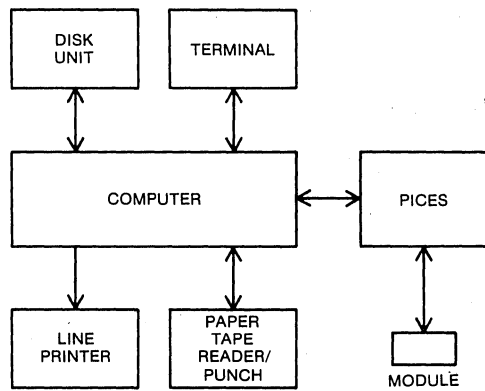 DISK
UNIT
TERMINAL
COMPUTER
PICES
LINE
PRINTER
PAPER
TAPE
READER/
PUNCH
MODULE